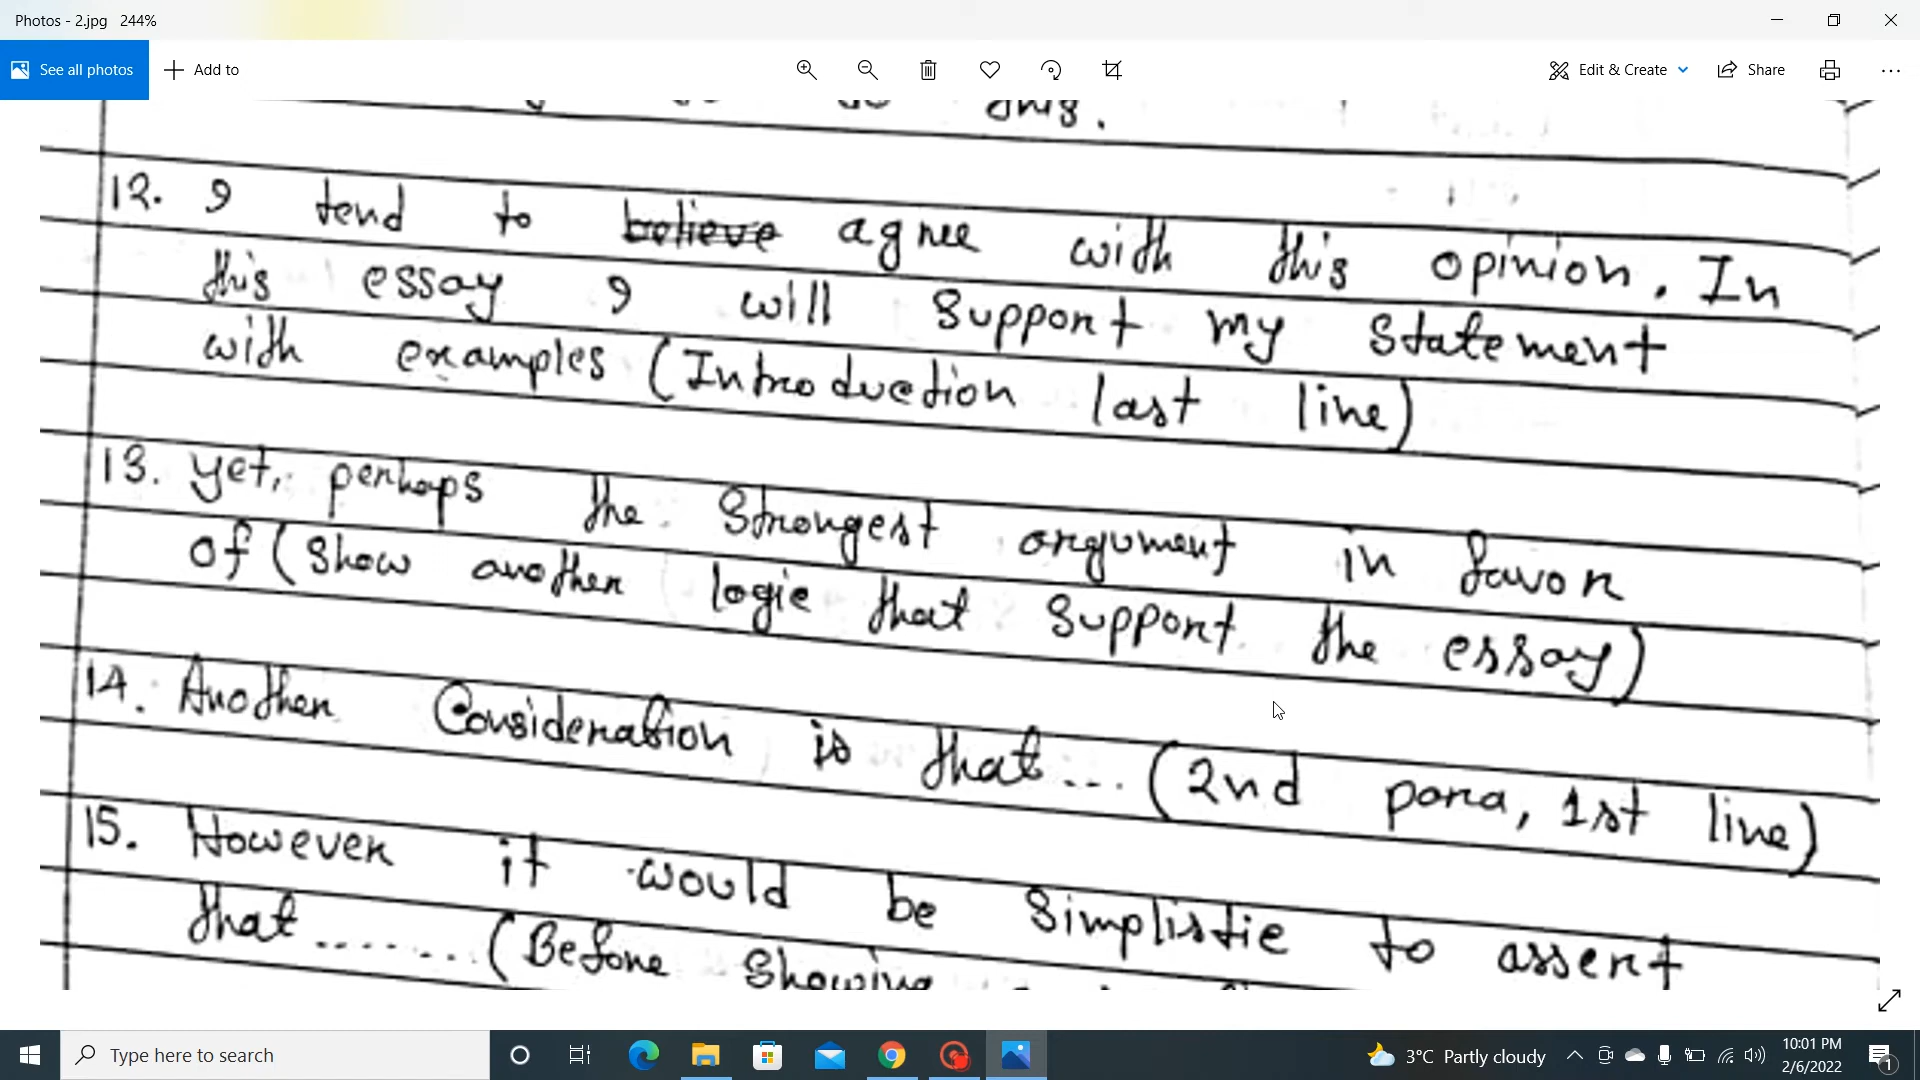 Photos - 2.jpg 244%
See all photos
Add to
Edit & Create
Share
this.
12. I tend to believe agree with this opinion. In
this essay I will support my statement
with examples (Introduction last line)
13. Yet, perhaps the strongest argument in favor
of (show another logic that support the essay)
14. Another Consideration is that... (2nd para, 1st line)
15. However it would be simplistic to assert
that........(Before showing
Type here to search
3°C Partly cloudy
10:01 PM
2/6/2022
1